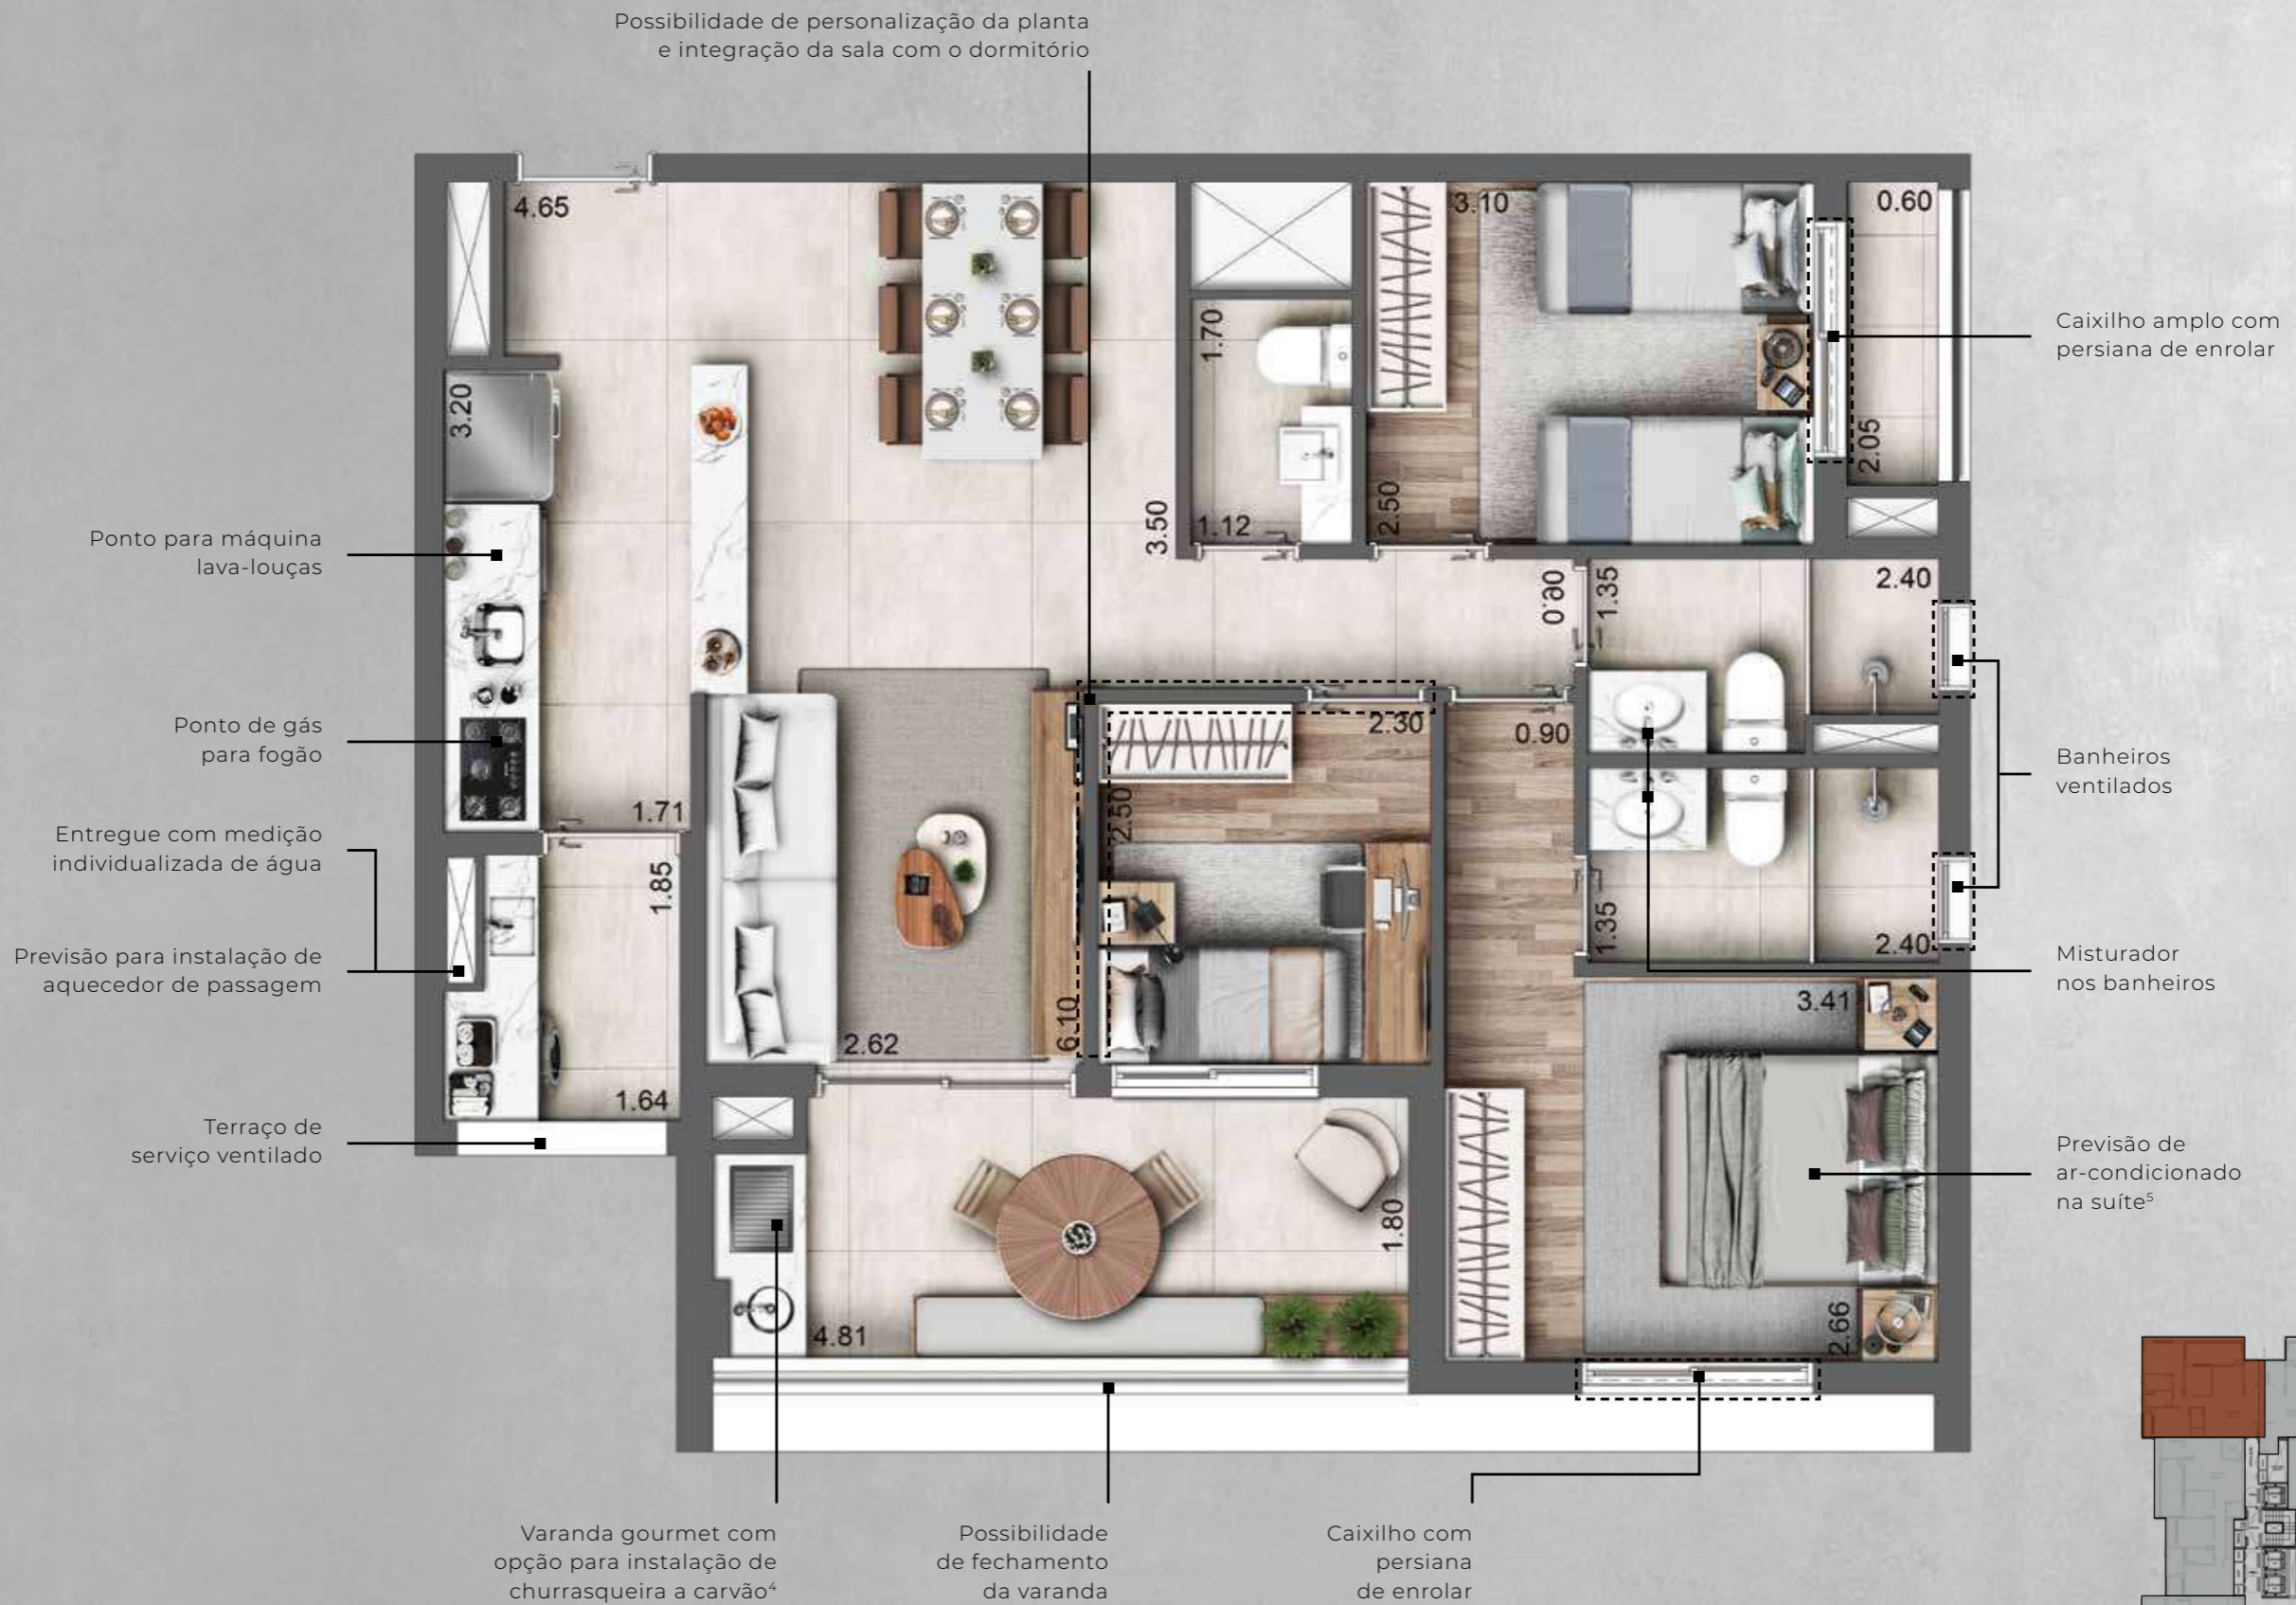 Possibilidade de personalização da planta
e integração da sala com o dormitório
4.65
3.10
0.60
1.70
Caixilho amplo com
persiana de enrolar
3.20
2.05
2.50
3.50
1.12
Ponto para máquina
lava-louças
0.90
1.35
2.40
Ponto de gás
para fogão
2.30
0.90
Banheiros
ventilados
1.71
2.50
Entregue com medição
individualizada de água
1.85
1.35
2.40
Previsão para instalação de
aquecedor de passagem
Misturador
nos banheiros
3.41
6.10
2.62
1.64
Terraço de
serviço ventilado
Previsão de
ar-condicionado
na suíte⁵
1.80
4.81
2.66
Varanda gourmet com
opção para instalação de
churrasqueira a carvão⁴
Possibilidade
de fechamento
da varanda
Caixilho com
persiana
de enrolar